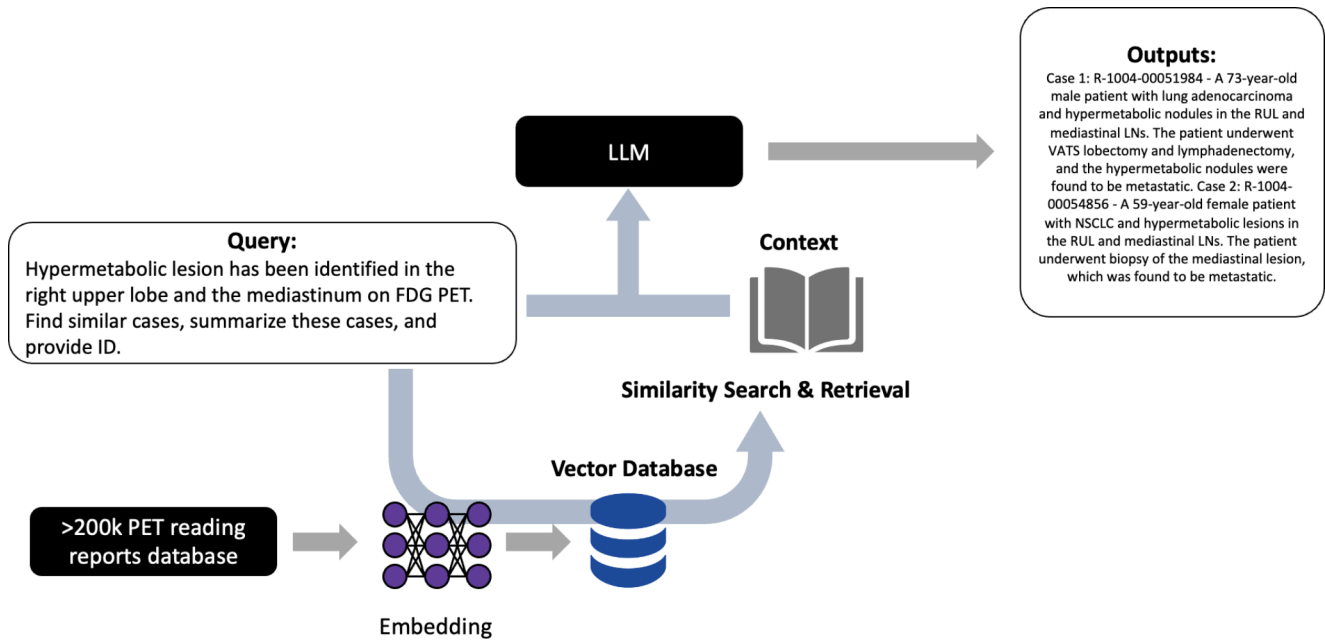 Outputs:
Case 1: R-1004-00051984 - A 73-year-old
male patient with lung adenocarcinoma
and hypermetabolic nodules in the RUL and
mediastinal LNs. The patient underwent
VATS lobectomy and lymphadenectomy,
and the hypermetabolic nodules were
found to be metastatic. Case 2: R-1004-
00054856 - A 59-year-old female patient
with NSCLC and hypermetabolic lesions in
the RUL and mediastinal LNs. The patient
underwent biopsy of the mediastinal lesion,
which was found to be metastatic.
LLM
Query:
Hypermetabolic lesion has been identified in the
right upper lobe and the mediastinum on FDG PET.
Find similar cases, summarize these cases, and
provide ID.
Context
Similarity Search & Retrieval
Vector Database
>200k PET reading
reports database
Embedding